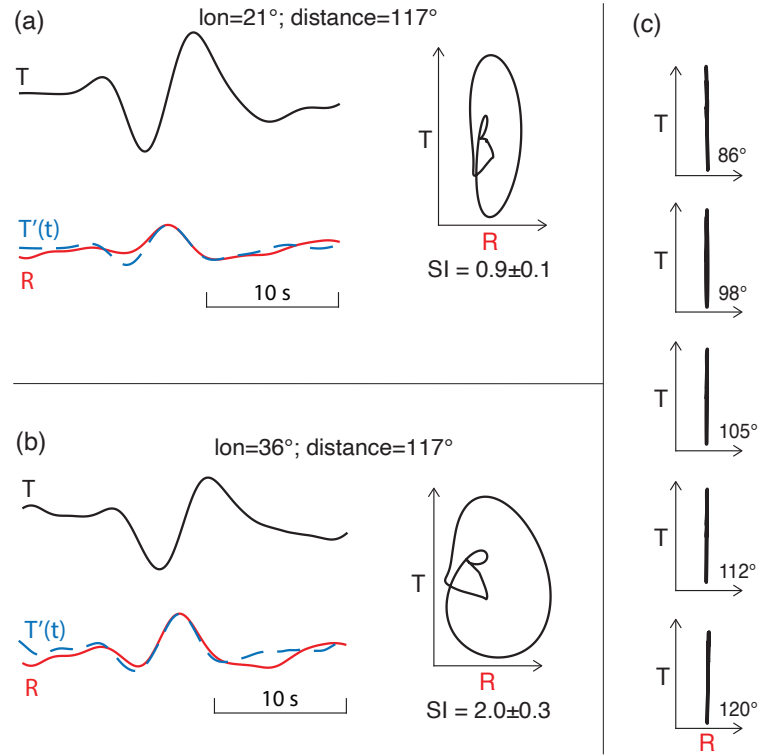 (a)
lon=21°; distance=117°
T
T′(t)
R
10 s
T
R
SI = 0.9±0.1
(b)
lon=36°; distance=117°
T
T′(t)
R
10 s
T
R
SI = 2.0±0.3
(c)
T
86°
T
98°
T
105°
T
112°
T
120°
R